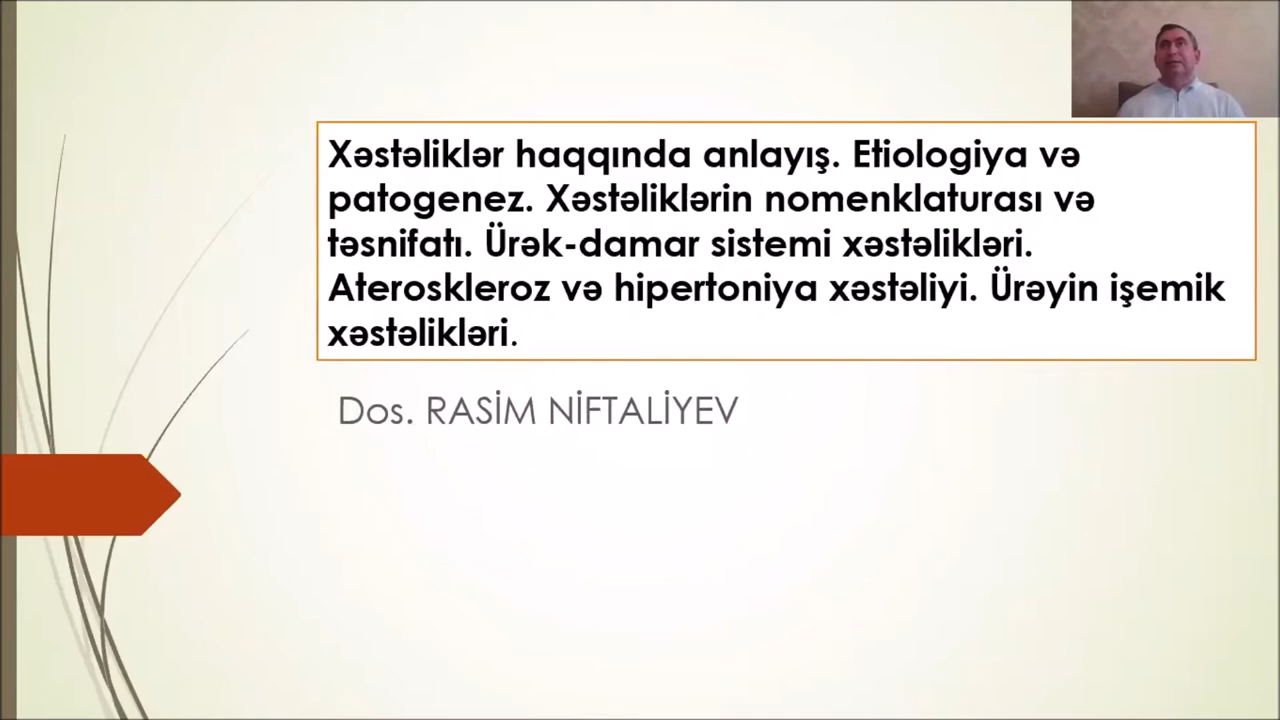 Xəstəliklər haqqında anlayış. Etiologiya və
patogenez. Xəstəliklərin nomenklaturası və
təsnifatı. Ürək-damar sistemi xəstəlikləri.
Ateroskleroz və hipertoniya xəstəliyi. Ürəyin işemik
xəstəlikləri.
Dos. RASİM NİFTALİYEV